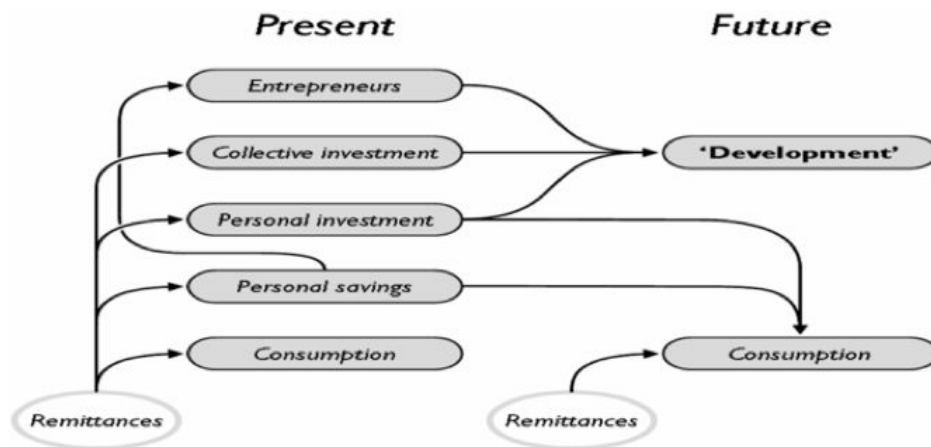 Present
Future
Entrepreneurs
Collective investment
'Development'
Personal investment
Personal savings
Consumption
Consumption
Remittances
Remittances